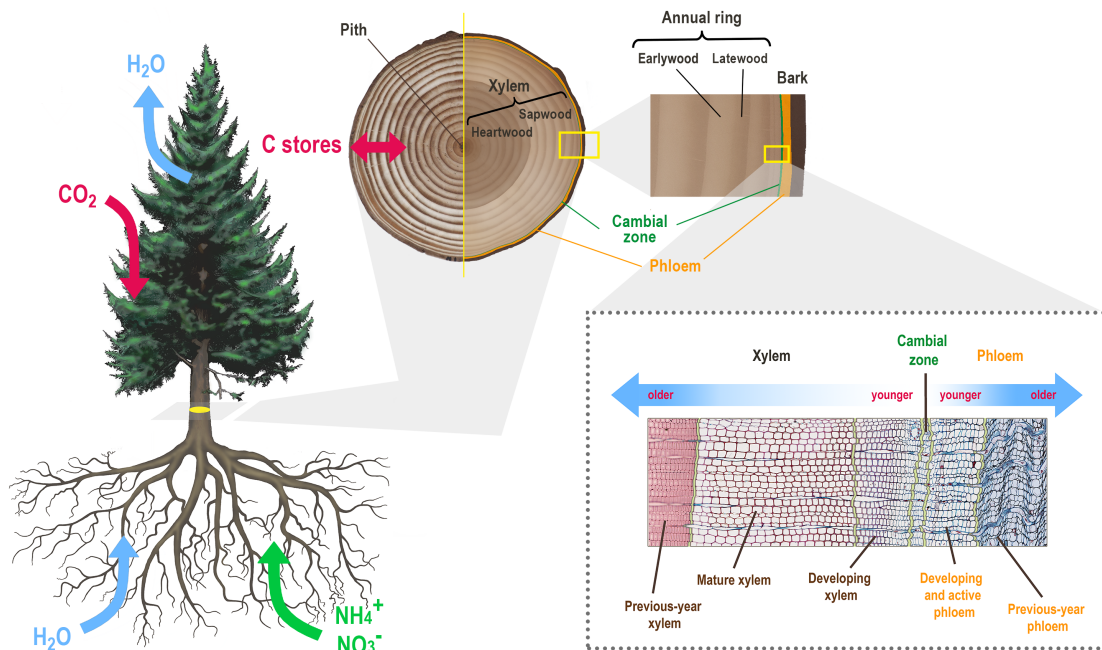 H₂O
CO₂
H₂O
NH₄⁺
NO₃⁻
Pith
C stores
Xylem
Sapwood
Heartwood
Cambial
zone
Phloem
Annual ring
Earlywood
Latewood
Bark
Xylem
Cambial
zone
Phloem
older
younger
younger
older
Previous-year
xylem
Mature xylem
Developing
xylem
Developing
and active
phloem
Previous-year
phloem